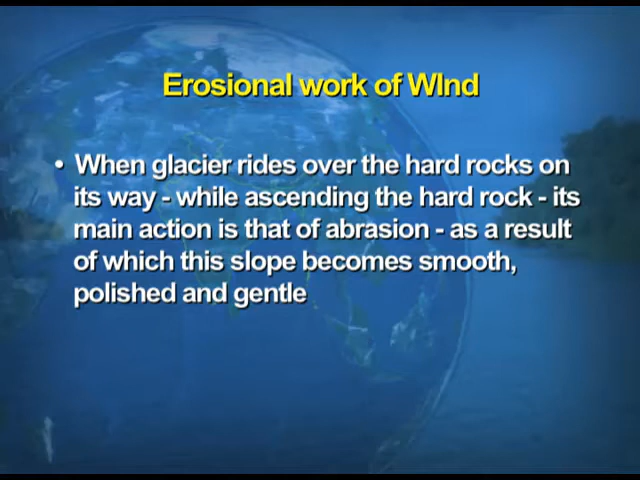 Erosional work of WInd
• When glacier rides over the hard rocks on
its way - while ascending the hard rock - its
main action is that of abrasion - as a result
of which this slope becomes smooth,
polished and gentle